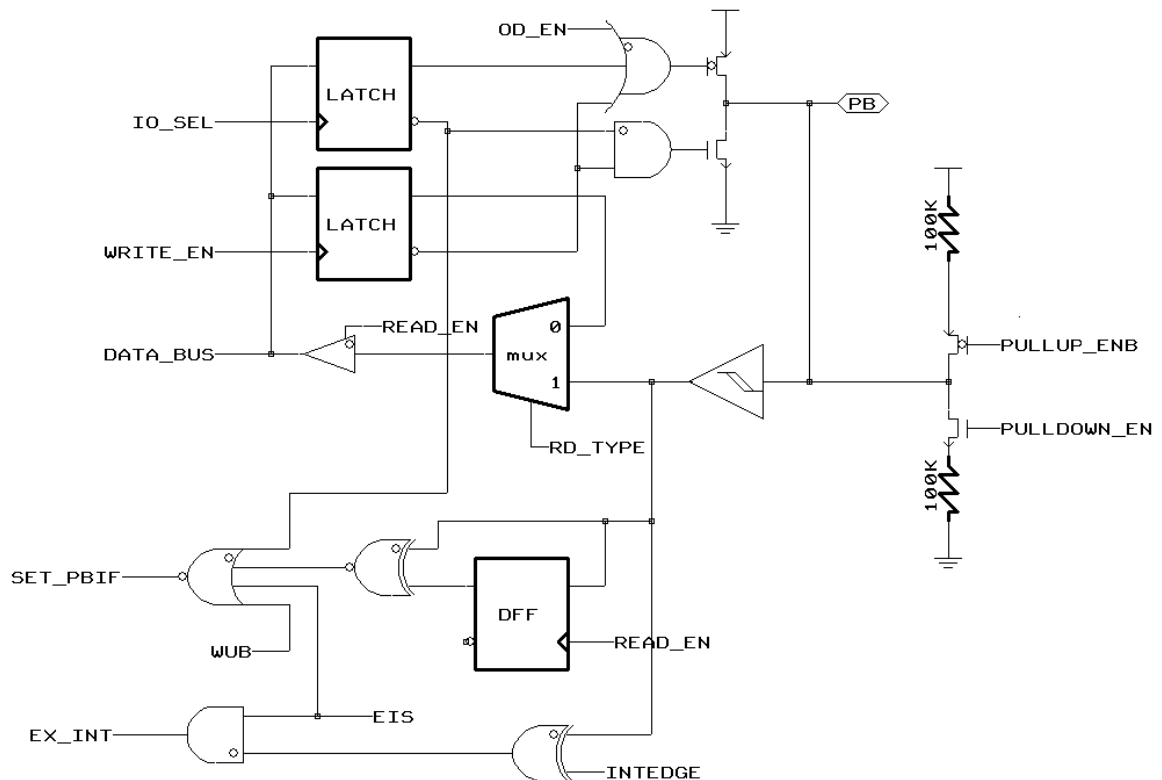 OD_EN
LATCH
PB
IO_SEL
LATCH
100K
WRITE_EN
READ_EN
0
DATA_BUS
mux
PULLUP_ENB
1
PULLDOWN_EN
RD_TYPE
100K
SET_PBIF
DFF
READ_EN
WUB
EIS
EX_INT
INTEDGE